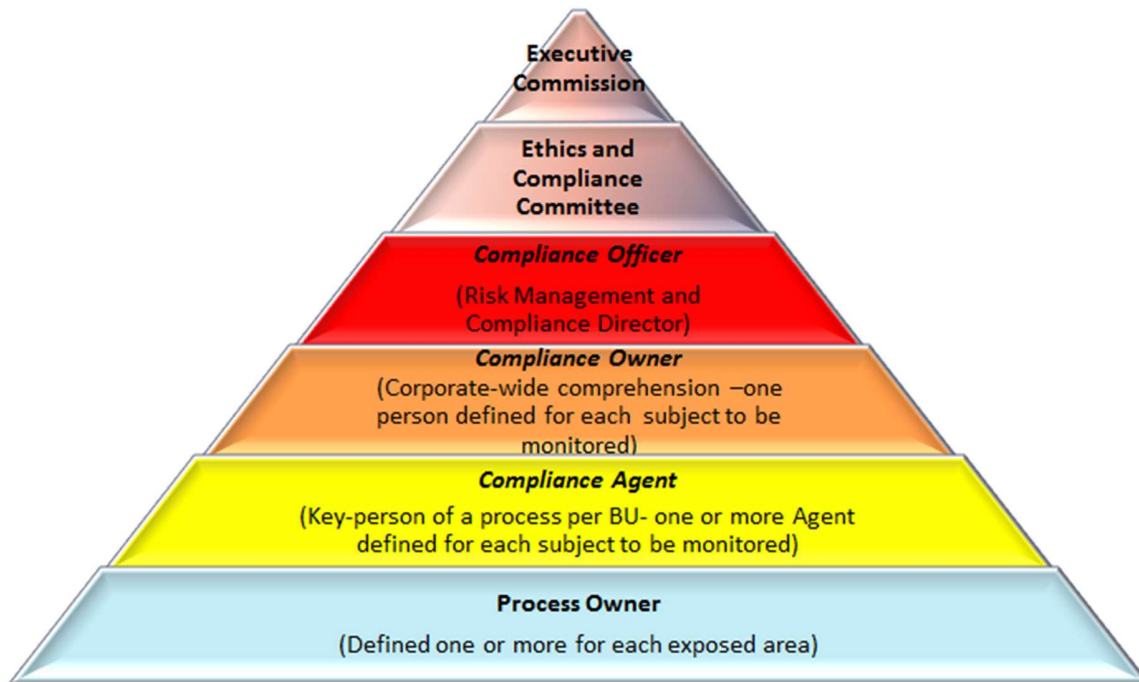 Executive
Commission
Ethics and
Compliance
Committee
Compliance Officer
(Risk Management and
Compliance Director)
Compliance Owner
(Corporate-wide comprehension –one
person defined for each subject to be
monitored)
Compliance Agent
(Key-person of a process per BU- one or more Agent
defined for each subject to be monitored)
Process Owner
(Defined one or more for each exposed area)